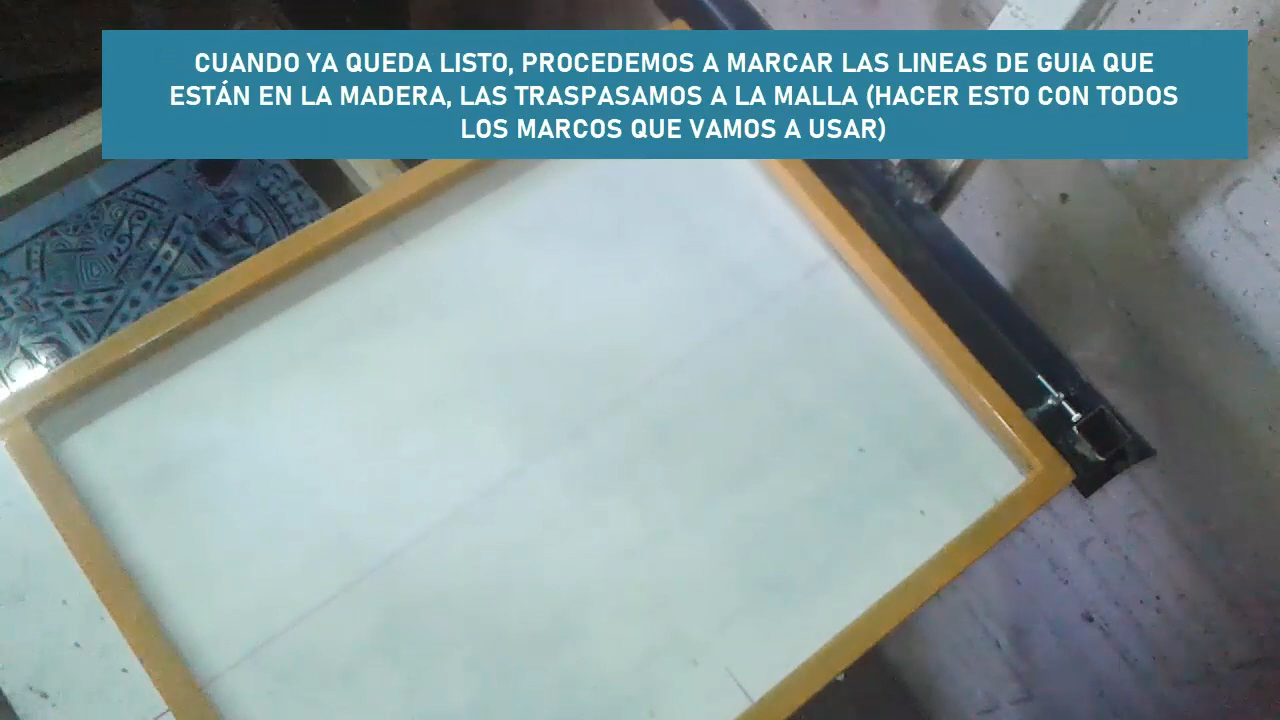 CUANDO YA QUEDA LISTO, PROCEDEMOS A MARCAR LAS LINEAS DE GUIA QUE
ESTÁN EN LA MADERA, LAS TRASPASAMOS A LA MALLA (HACER ESTO CON TODOS
LOS MARCOS QUE VAMOS A USAR)